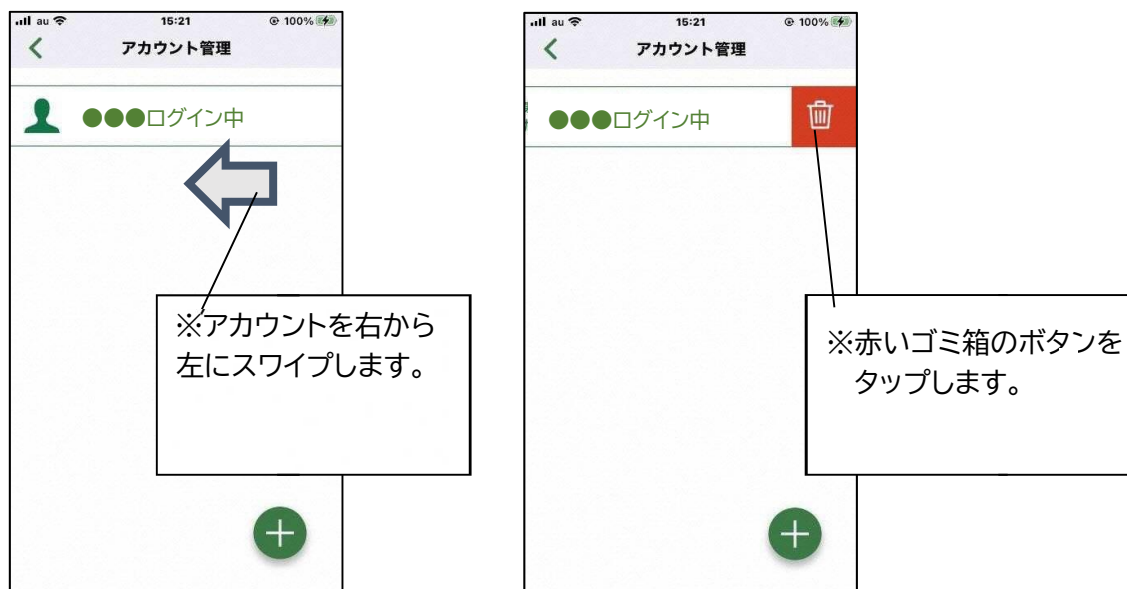 au 15:21 100%
アカウント管理
●●●ログイン中
※アカウントを右から
左にスワイプします。
au 15:21 100%
アカウント管理
●●●ログイン中
※赤いゴミ箱のボタンを
タップします。